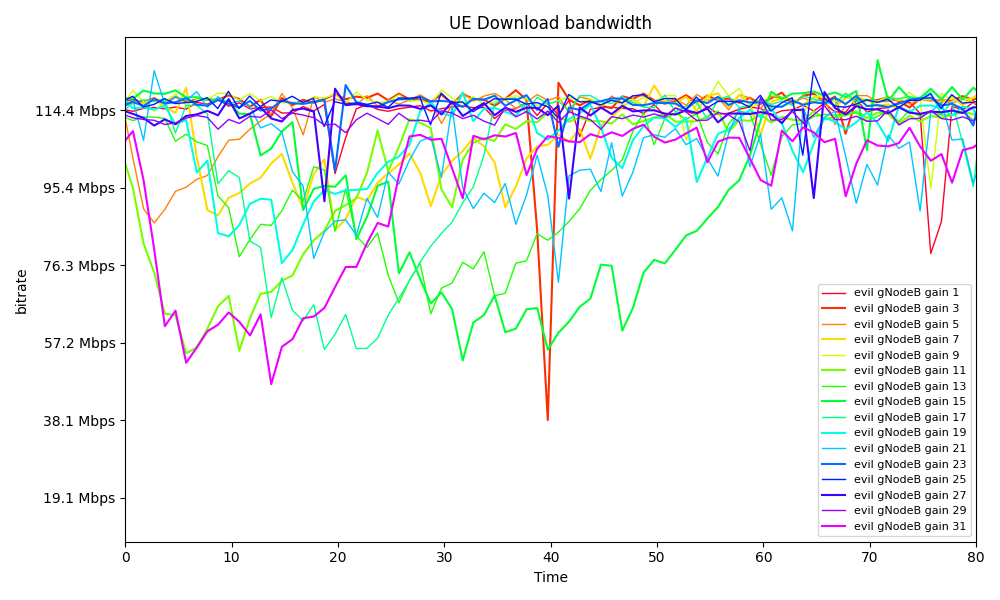 UE Download bandwidth
bitrate
114.4 Mbps
95.4 Mbps
76.3 Mbps
57.2 Mbps
38.1 Mbps
19.1 Mbps
evil gNodeB gain 1
evil gNodeB gain 3
evil gNodeB gain 5
evil gNodeB gain 7
evil gNodeB gain 9
evil gNodeB gain 11
evil gNodeB gain 13
evil gNodeB gain 15
evil gNodeB gain 17
evil gNodeB gain 19
evil gNodeB gain 21
evil gNodeB gain 23
evil gNodeB gain 25
evil gNodeB gain 27
evil gNodeB gain 29
evil gNodeB gain 31
0 10 20 30 40 50 60 70 80
Time